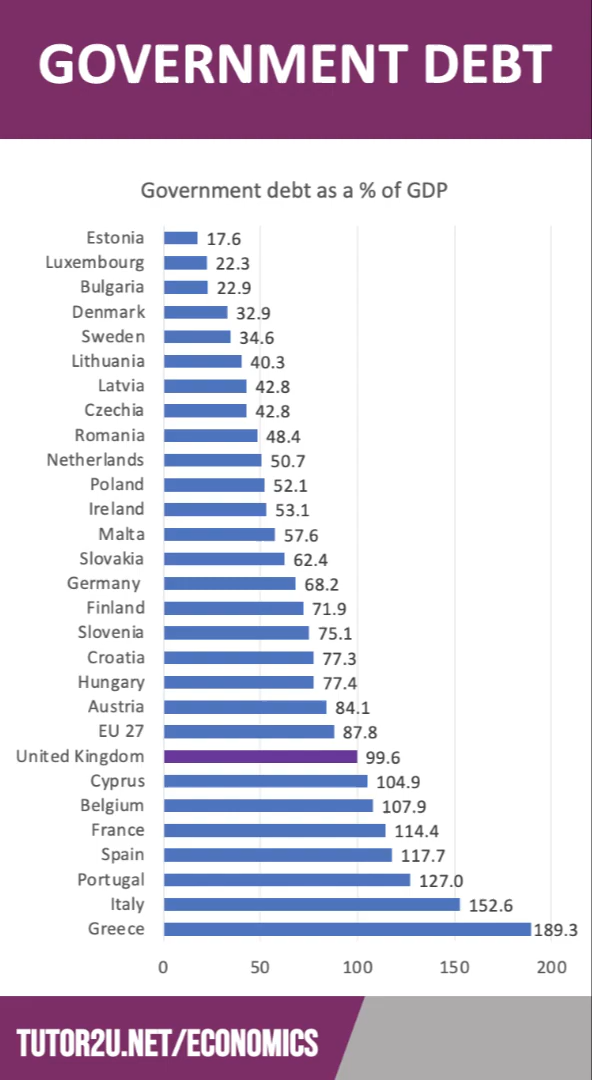 GOVERNMENT DEBT
Government debt as a % of GDP
Estonia 17.6
Luxembourg 22.3
Bulgaria 22.9
Denmark 32.9
Sweden 34.6
Lithuania 40.3
Latvia 42.8
Czechia 42.8
Romania 48.4
Netherlands 50.7
Poland 52.1
Ireland 53.1
Malta 57.6
Slovakia 62.4
Germany 68.2
Finland 71.9
Slovenia 75.1
Croatia 77.3
Hungary 77.4
Austria 84.1
EU 27 87.8
United Kingdom 99.6
Cyprus 104.9
Belgium 107.9
France 114.4
Spain 117.7
Portugal 127.0
Italy 152.6
Greece 189.3
0 50 100 150 200
TUTOR2U.NET/ECONOMICS